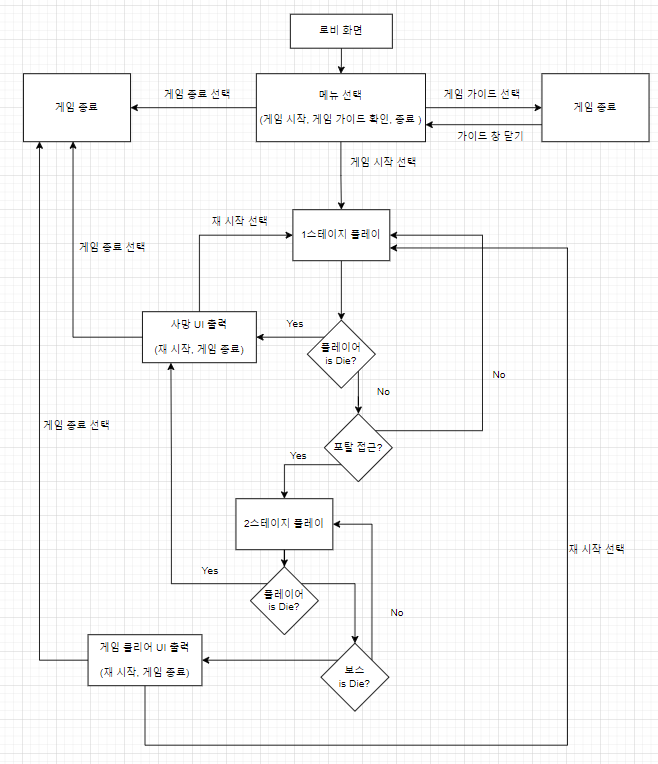 로비 화면
게임 종료
게임 종료 선택
메뉴 선택
(게임 시작, 게임 가이드 확인, 종료 )
게임 가이드 선택
가이드 창 닫기
게임 종료
게임 시작 선택
재 시작 선택
1스테이지 플레이
게임 종료 선택
사망 UI 출력
(재 시작, 게임 종료)
Yes
플레이어
is Die?
No
No
게임 종료 선택
포탈 접근?
Yes
2스테이지 플레이
재 시작 선택
Yes
플레이어
is Die?
No
게임 클리어 UI 출력
(재 시작, 게임 종료)
보스
is Die?